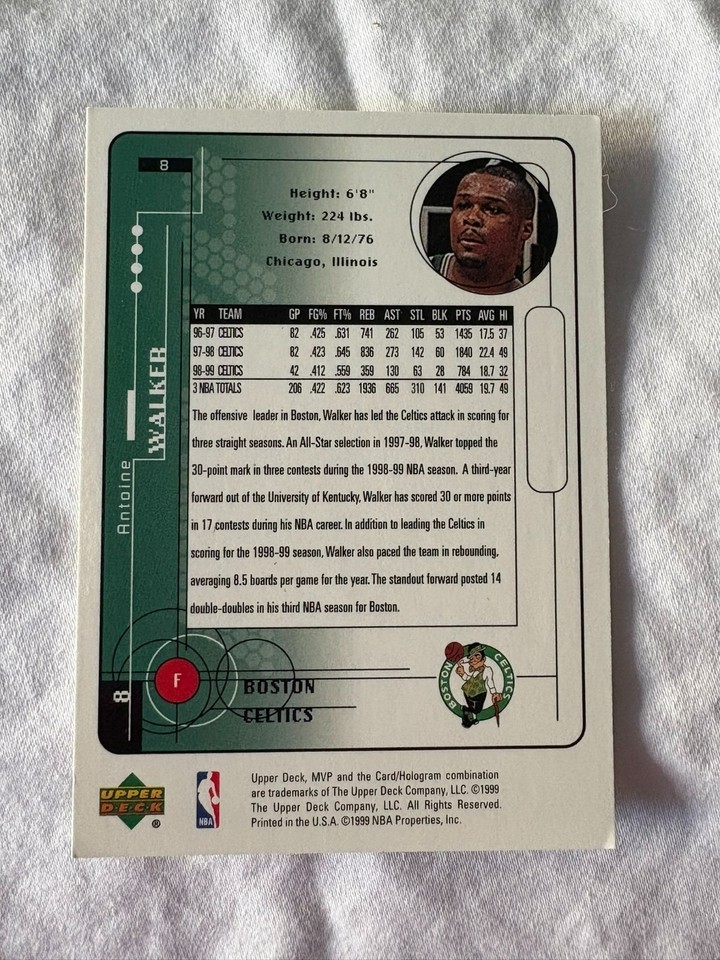 8
Height: 6'8"
Weight: 224 lbs.
Born: 8/12/76
Chicago, Illinois
YR TEAM GP FG% FT% REB AST STL BLK PTS AVG HI
96-97 CELTICS 82 .425 .631 741 262 105 53 1435 17.5 37
97-98 CELTICS 82 .423 .645 836 273 142 60 1840 22.4 49
98-99 CELTICS 42 .412 .559 359 130 63 28 784 18.7 32
3 NBA TOTALS 206 .422 .623 1936 665 310 141 4059 19.7 49
The offensive leader in Boston, Walker has led the Celtics attack in scoring for
three straight seasons. An All-Star selection in 1997-98, Walker topped the
30-point mark in three contests during the 1998-99 NBA season. A third-year
forward out of the University of Kentucky, Walker has scored 30 or more points
in 17 contests during his NBA career. In addition to leading the Celtics in
scoring for the 1998-99 season, Walker also paced the team in rebounding,
averaging 8.5 boards per game for the year. The standout forward posted 14
double-doubles in his third NBA season for Boston.
Antoine
WALKER
8
F
BOSTON
CELTICS
BOSTON CELTICS
UPPER
DECK
®
NBA
Upper Deck, MVP and the Card/Hologram combination
are trademarks of The Upper Deck Company, LLC. ©1999
The Upper Deck Company, LLC. All Rights Reserved.
Printed in the U.S.A. ©1999 NBA Properties, Inc.